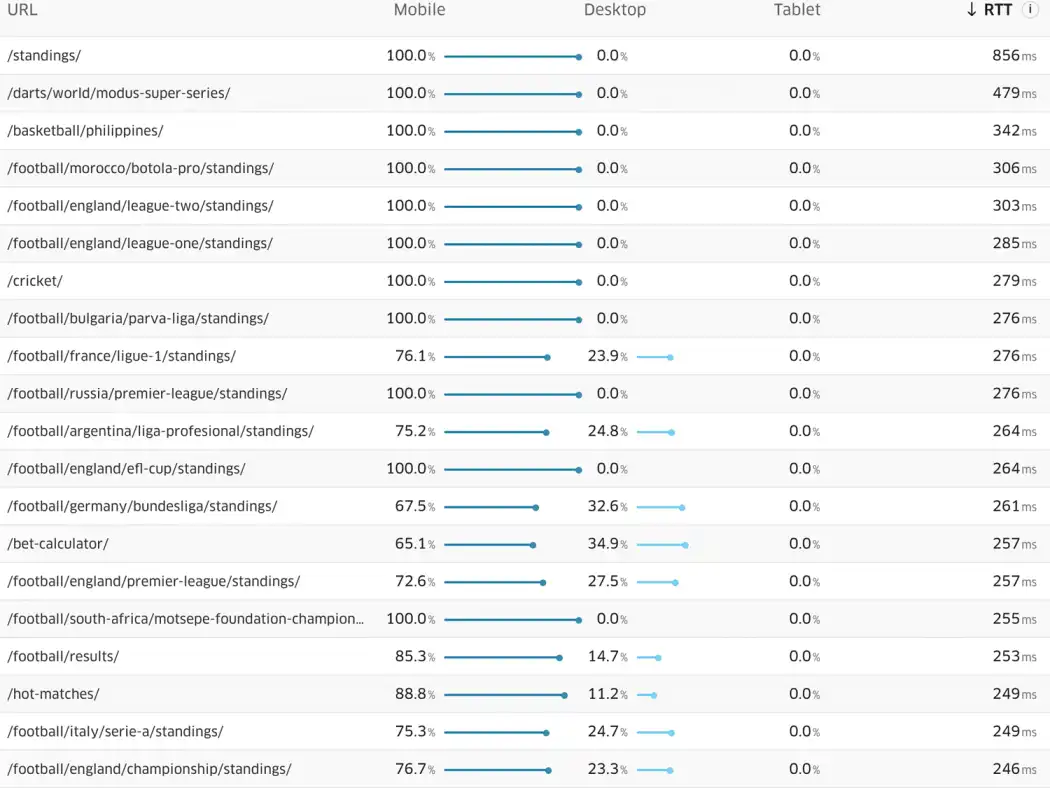 URL Mobile Desktop Tablet ↓ RTT i
/standings/ 100.0% 0.0% 0.0% 856ms
/darts/world/modus-super-series/ 100.0% 0.0% 0.0% 479ms
/basketball/philippines/ 100.0% 0.0% 0.0% 342ms
/football/morocco/botola-pro/standings/ 100.0% 0.0% 0.0% 306ms
/football/england/league-two/standings/ 100.0% 0.0% 0.0% 303ms
/football/england/league-one/standings/ 100.0% 0.0% 0.0% 285ms
/cricket/ 100.0% 0.0% 0.0% 279ms
/football/bulgaria/parva-liga/standings/ 100.0% 0.0% 0.0% 276ms
/football/france/ligue-1/standings/ 76.1% 23.9% 0.0% 276ms
/football/russia/premier-league/standings/ 100.0% 0.0% 0.0% 276ms
/football/argentina/liga-profesional/standings/ 75.2% 24.8% 0.0% 264ms
/football/england/efl-cup/standings/ 100.0% 0.0% 0.0% 264ms
/football/germany/bundesliga/standings/ 67.5% 32.6% 0.0% 261ms
/bet-calculator/ 65.1% 34.9% 0.0% 257ms
/football/england/premier-league/standings/ 72.6% 27.5% 0.0% 257ms
/football/south-africa/motsepe-foundation-champion... 100.0% 0.0% 0.0% 255ms
/football/results/ 85.3% 14.7% 0.0% 253ms
/hot-matches/ 88.8% 11.2% 0.0% 249ms
/football/italy/serie-a/standings/ 75.3% 24.7% 0.0% 249ms
/football/england/championship/standings/ 76.7% 23.3% 0.0% 246ms